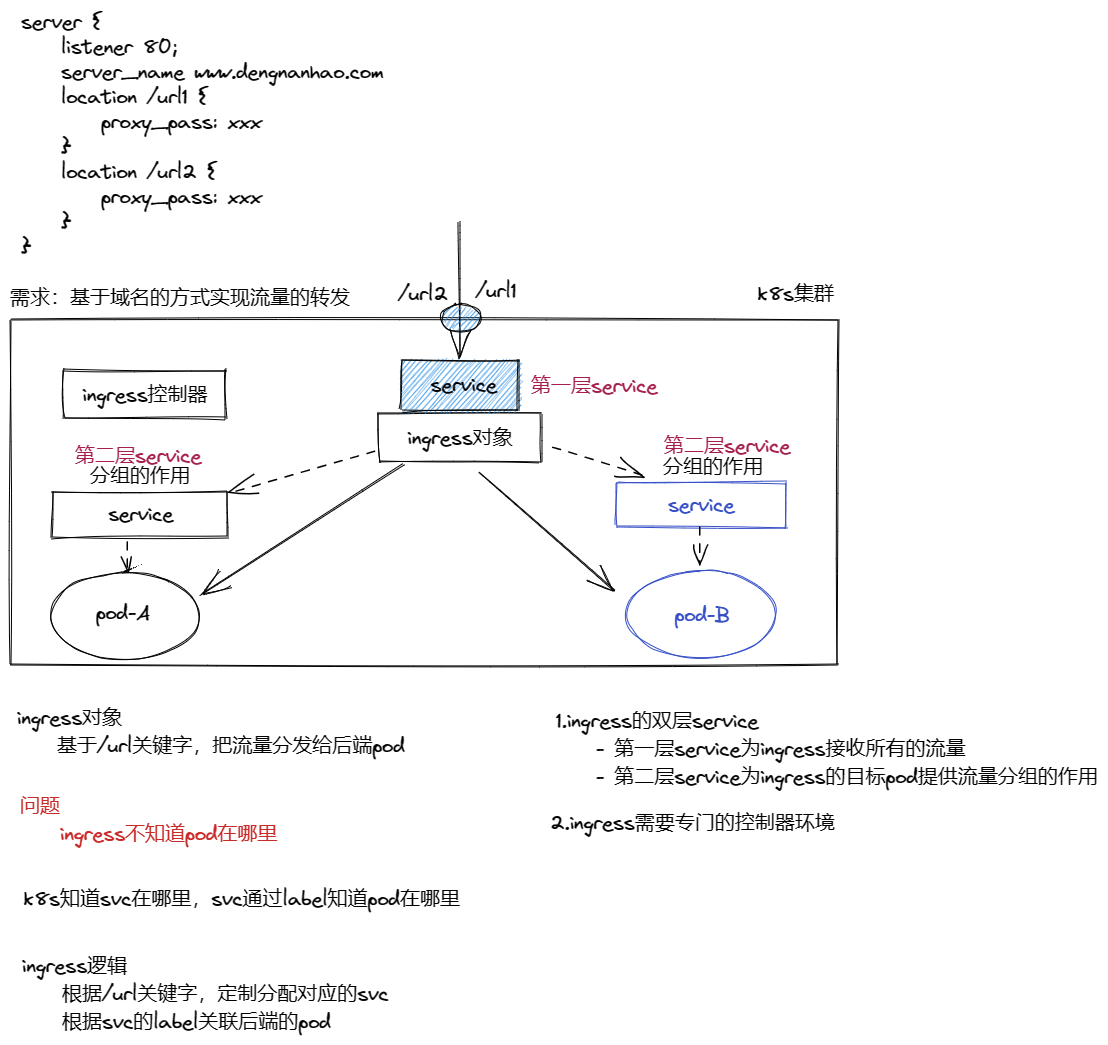 server {
listener 80;
server_name www.dengnanhao.com
location /url1 {
proxy_pass: xxx
}
location /url2 {
proxy_pass: xxx
}
}
需求：基于域名的方式实现流量的转发
/url2
/url1
k8s集群
ingress控制器
service
第一层service
ingress对象
第二层service
分组的作用
service
pod-A
第二层service
分组的作用
service
pod-B
ingress对象
基于/url关键字，把流量分发给后端pod
问题
ingress不知道pod在哪里
k8s知道svc在哪里，svc通过label知道pod在哪里
ingress逻辑
根据/url关键字，定制分配对应的svc
根据svc的label关联后端的pod
1.ingress的双层service
- 第一层service为ingress接收所有的流量
- 第二层service为ingress的目标pod提供流量分组的作用
2.ingress需要专门的控制器环境